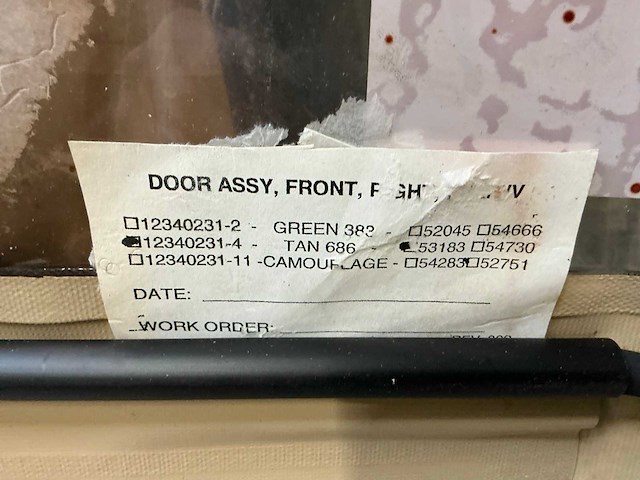 DOOR ASSY, FRONT,
□12340231-2 - GREEN 383 - □52045 □54666
■12340231-4 - TAN 686 - ■53183 □54730
□12340231-11 -CAMOUFLAGE - □54283 □52751
DATE:
WORK ORDER: